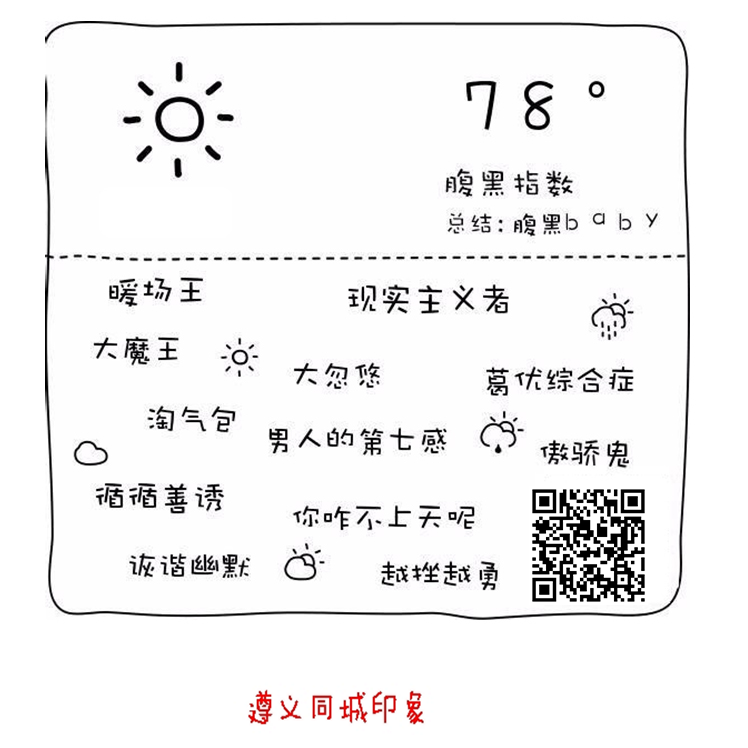 78°
腹黑指数
总结:腹黑baby
暖场王
现实主义者
大魔王
大忽悠
葛优综合症
淘气包
男人的第七感
傲骄鬼
循循善诱
你咋不上天呢
诙谐幽默
越挫越勇
遵义同城印象